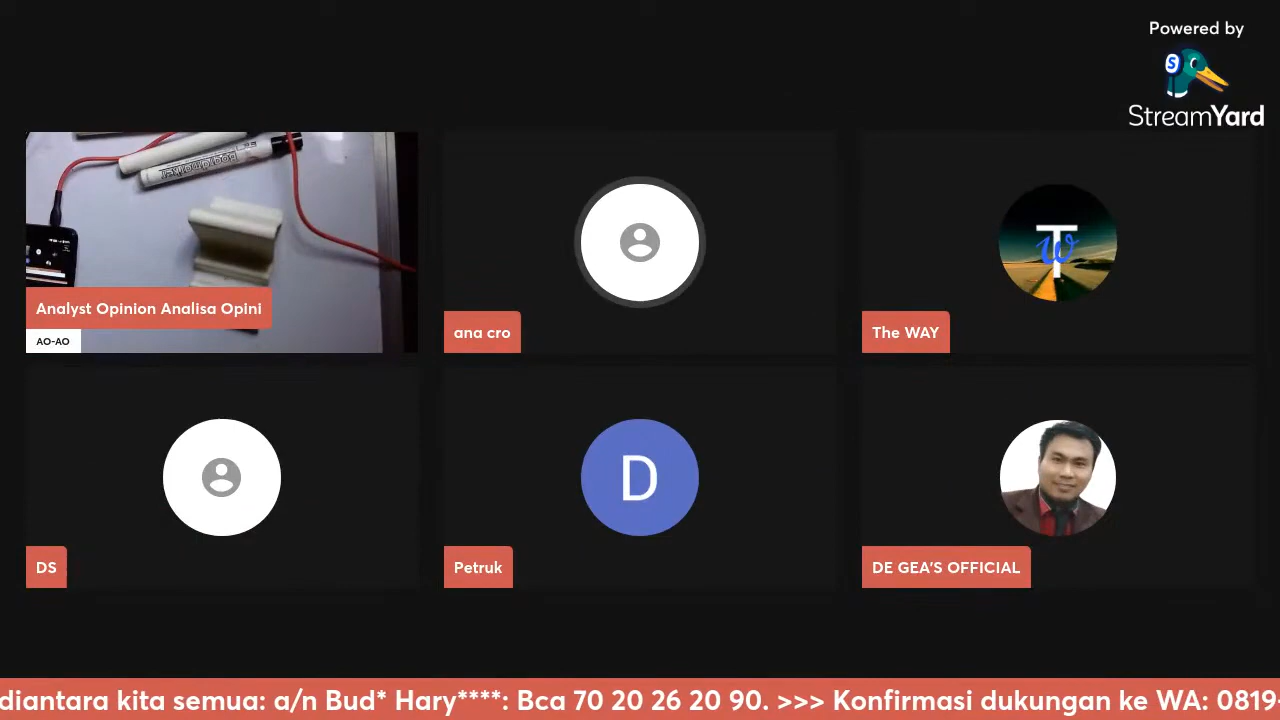 Powered by
StreamYard
Analyst Opinion Analisa Opini
AO-AO
ana cro
The WAY
DS
D
Petruk
DE GEA'S OFFICIAL
diantara kita semua: a/n Bud* Hary****: Bca 70 20 26 20 90. >>> Konfirmasi dukungan ke WA: 0819